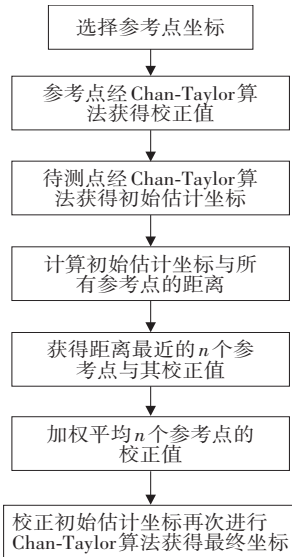 选择参考点坐标
参考点经Chan-Taylor算
法获得校正值
待测点经Chan-Taylor算
法获得初始估计坐标
计算初始估计坐标与所
有参考点的距离
获得距离最近的n个参
考点与其校正值
加权平均n个参考点的
校正值
校正初始估计坐标再次进行
Chan-Taylor算法获得最终坐标